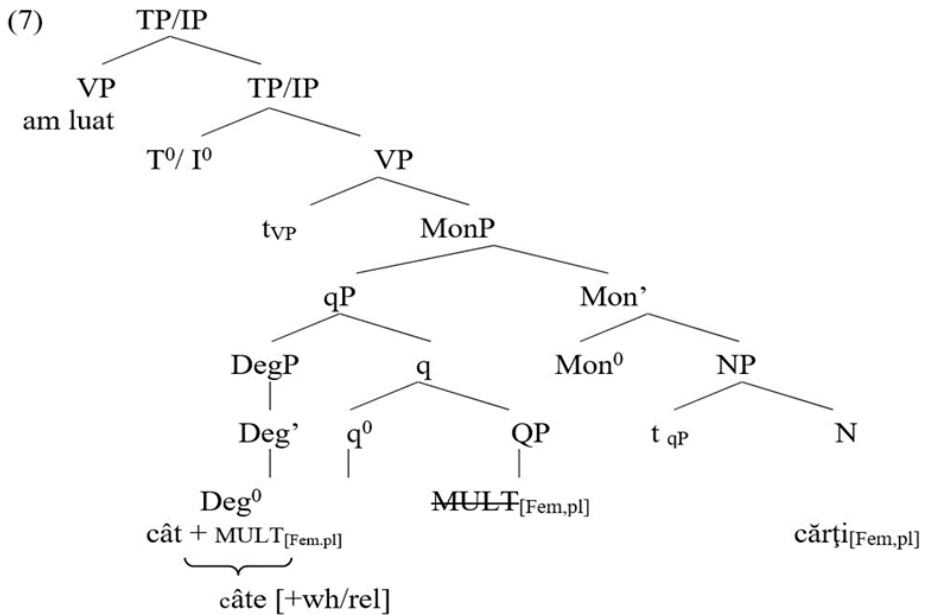 (7) TP/IP
VP TP/IP
am luat
T⁰/ I⁰ VP
t_VP MonP
qP Mon’
DegP q Mon⁰ NP
Deg’ q⁰ QP t qP N
Deg⁰ MULT[Fem,pl]
cât + MULT[Fem.pl] cărţi[Fem,pl]
câte [+wh/rel]